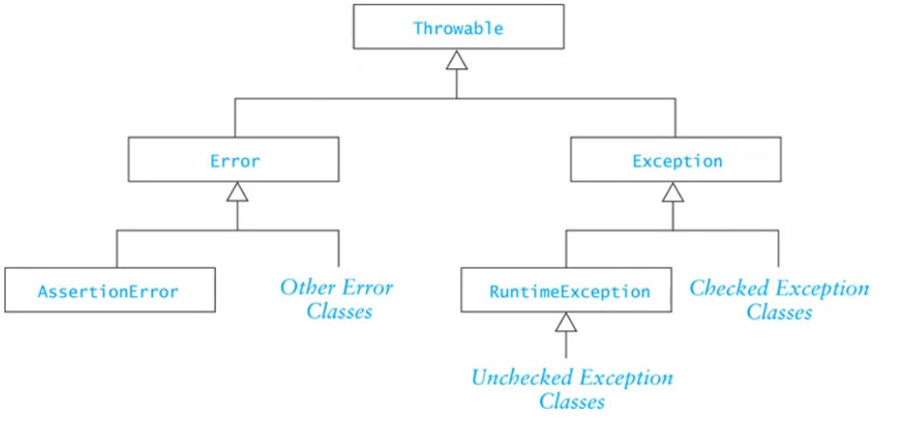 Throwable
Error
Exception
AssertionError
Other Error
Classes
RuntimeException
Checked Exception
Classes
Unchecked Exception
Classes